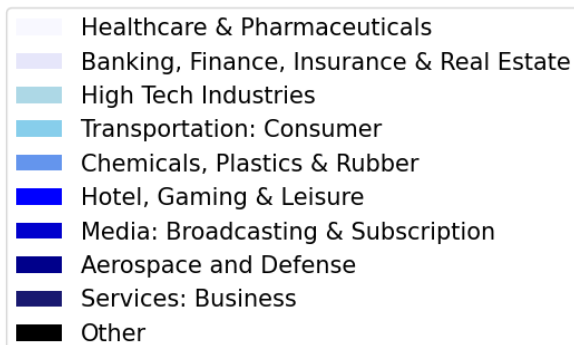 Healthcare & Pharmaceuticals
Banking, Finance, Insurance & Real Estate
High Tech Industries
Transportation: Consumer
Chemicals, Plastics & Rubber
Hotel, Gaming & Leisure
Media: Broadcasting & Subscription
Aerospace and Defense
Services: Business
Other